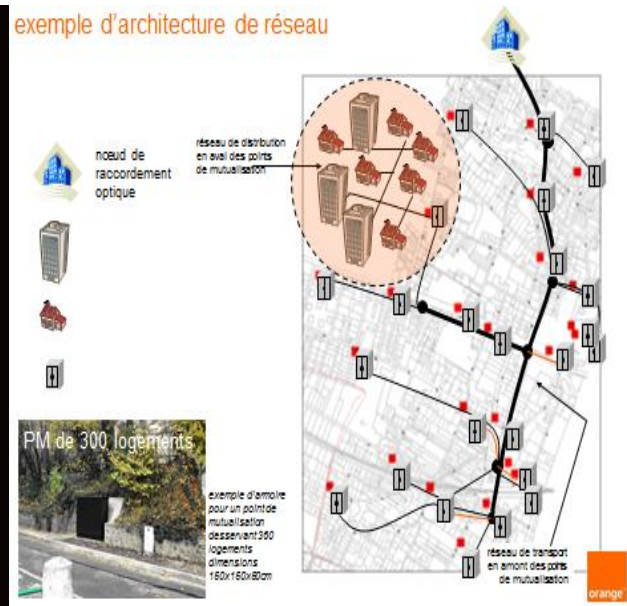 exemple d'architecture de réseau
nœud de
raccordement
optique
réseau de distribution
en aval des points
de mutualisation
PM de 300 logements
exemple d'armoire
pour un point de
mutualisation
desservant 360
logements
dimensions
160x160x60cm
réseau de transport
en amont des points
de mutualisation
orange